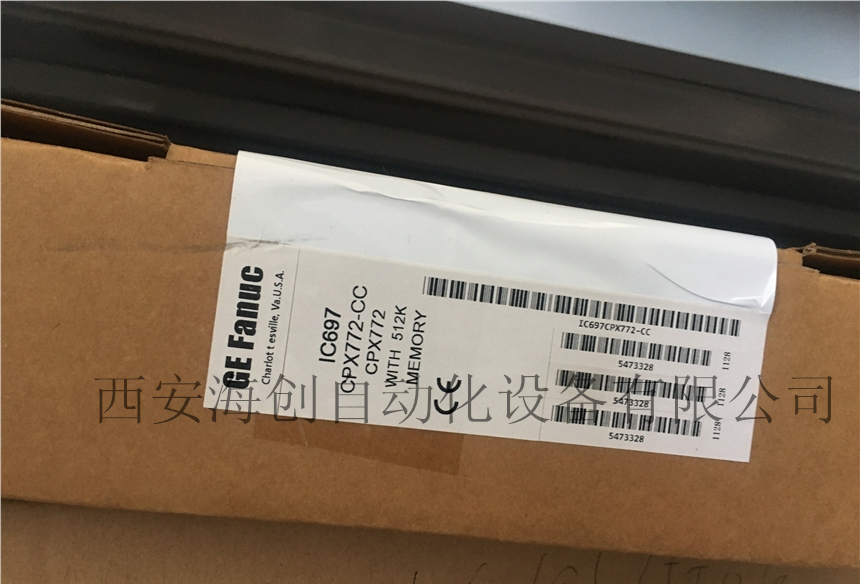 GE Fanuc
Charlot t esville, Va.U.S.A.
IC697
CPX772-CC
CPX772
WITH 512K
MEMORY
CE
IC697CPX772-CC
5473328
1128
5473328
1128
5473328
1128
西安海创自动化设备有限公司